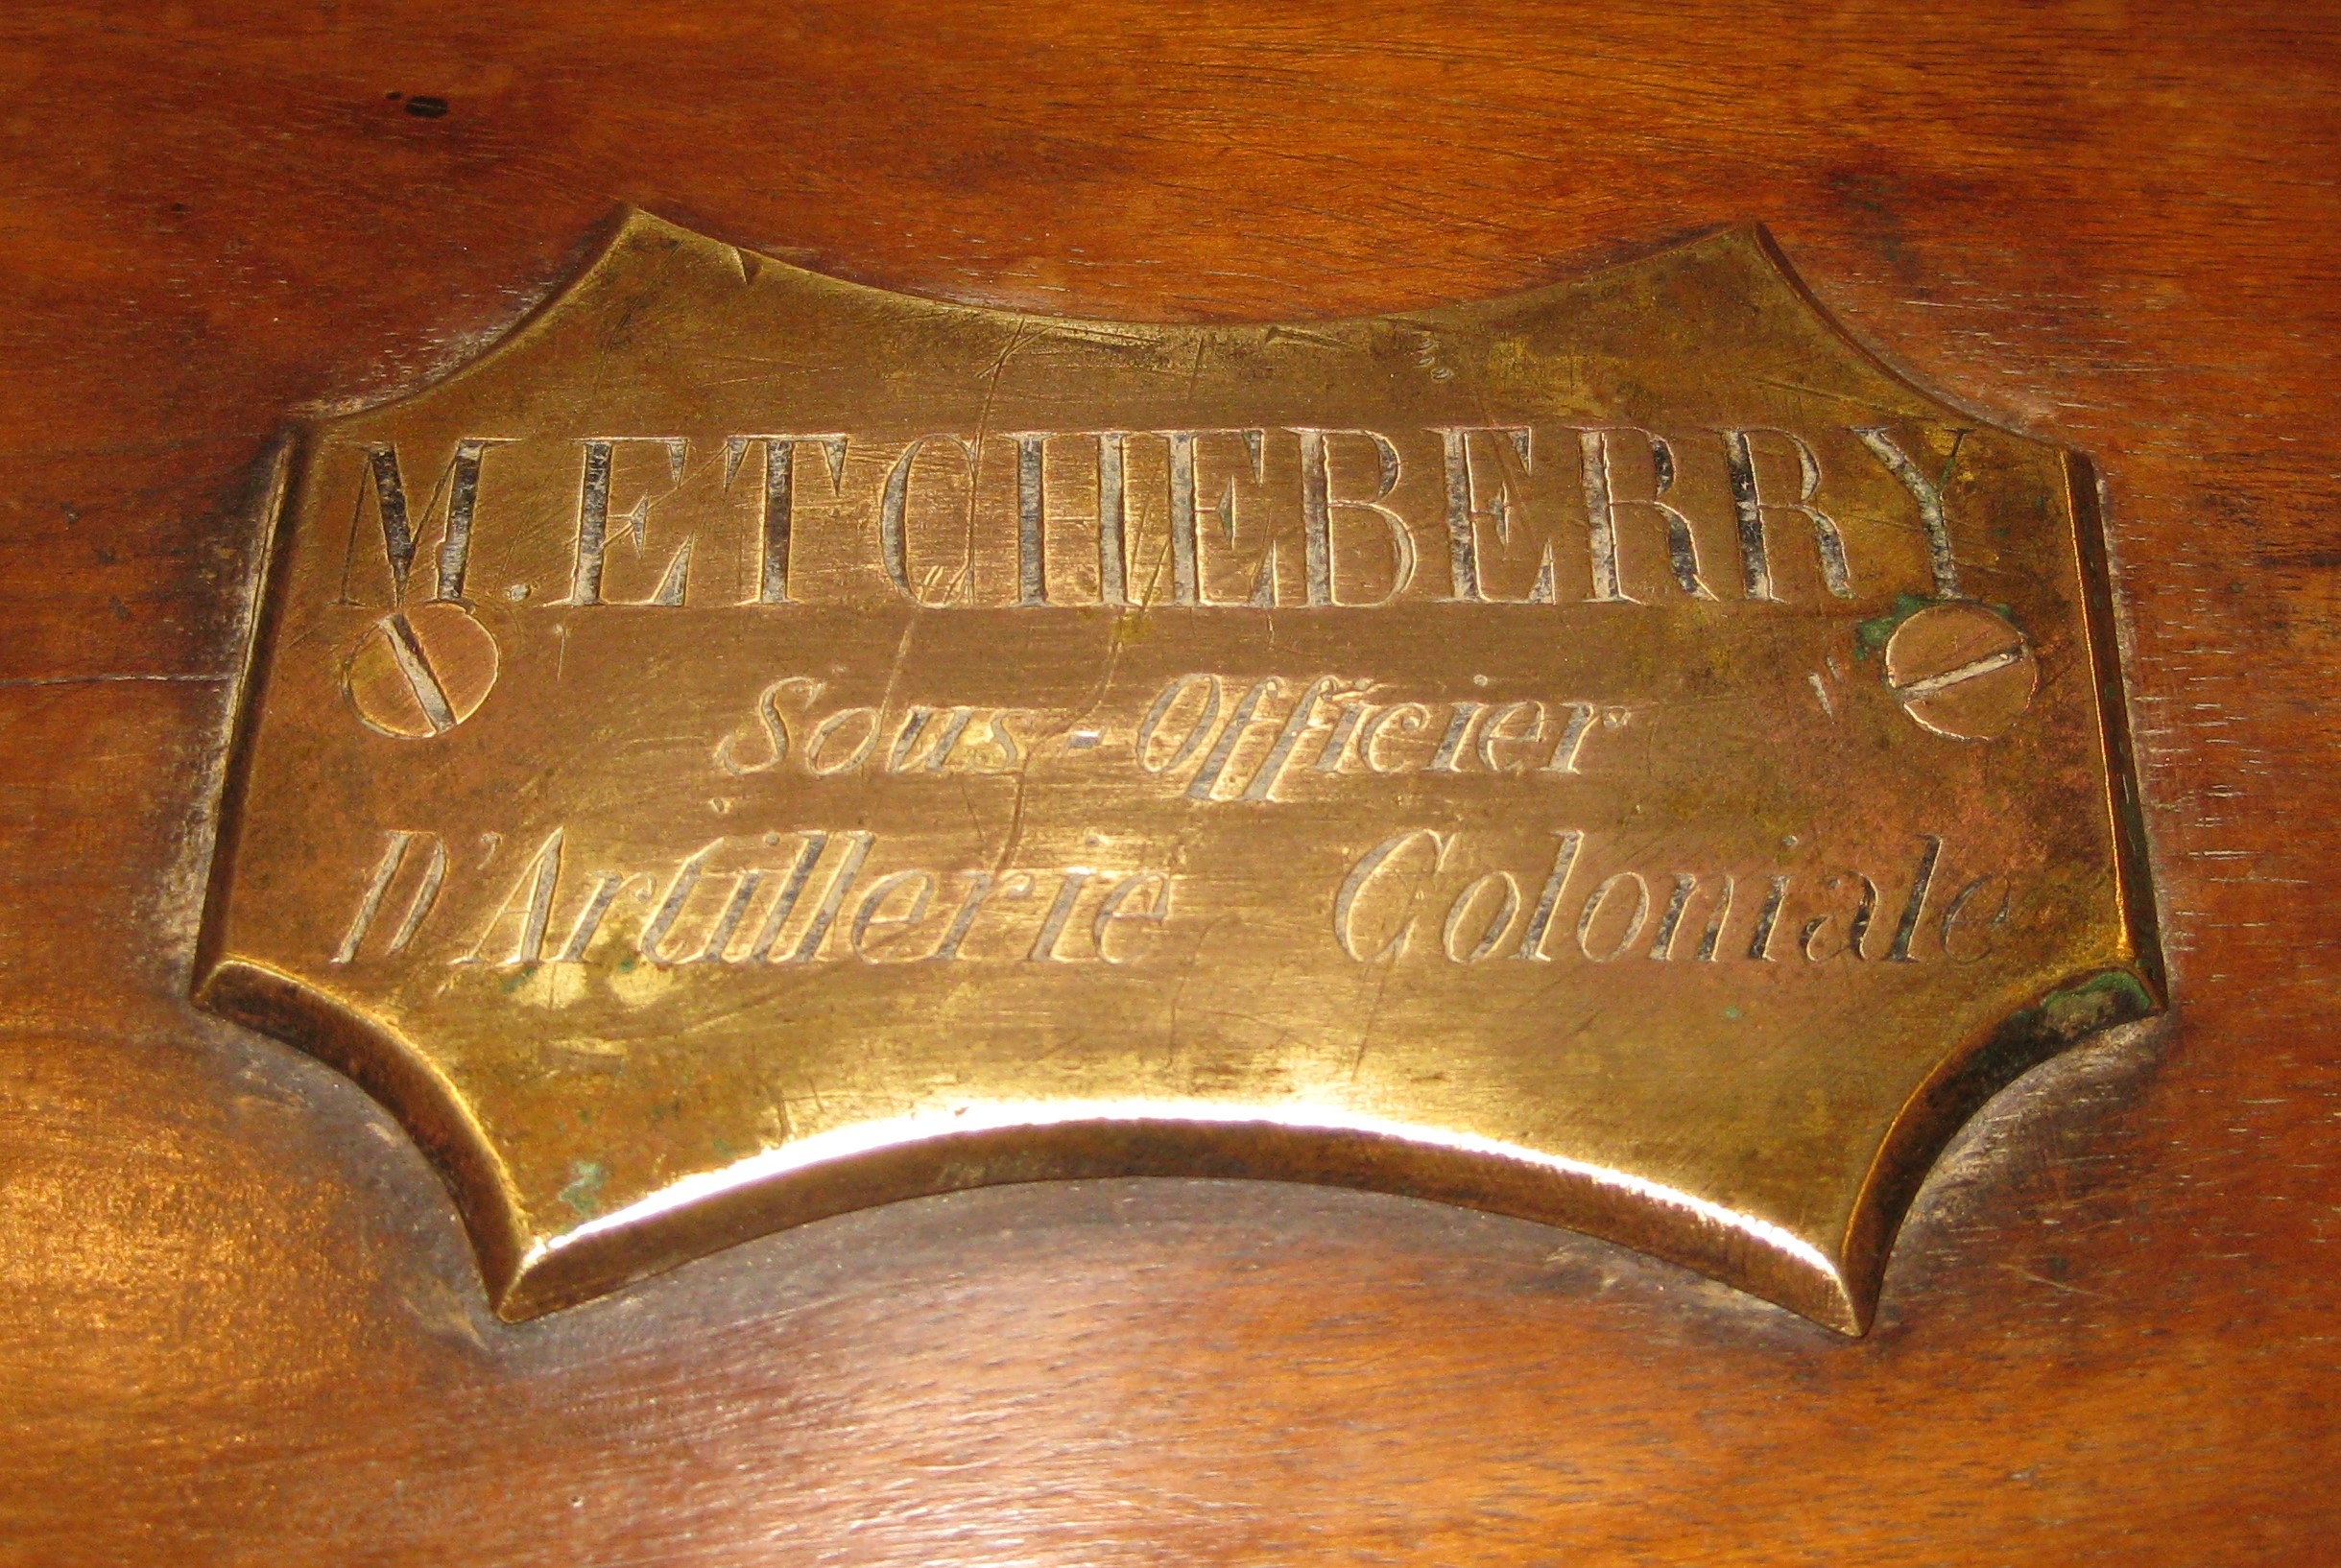 M. ETCHEBERRY
Sous-Officier
D'Artillerie Coloniale